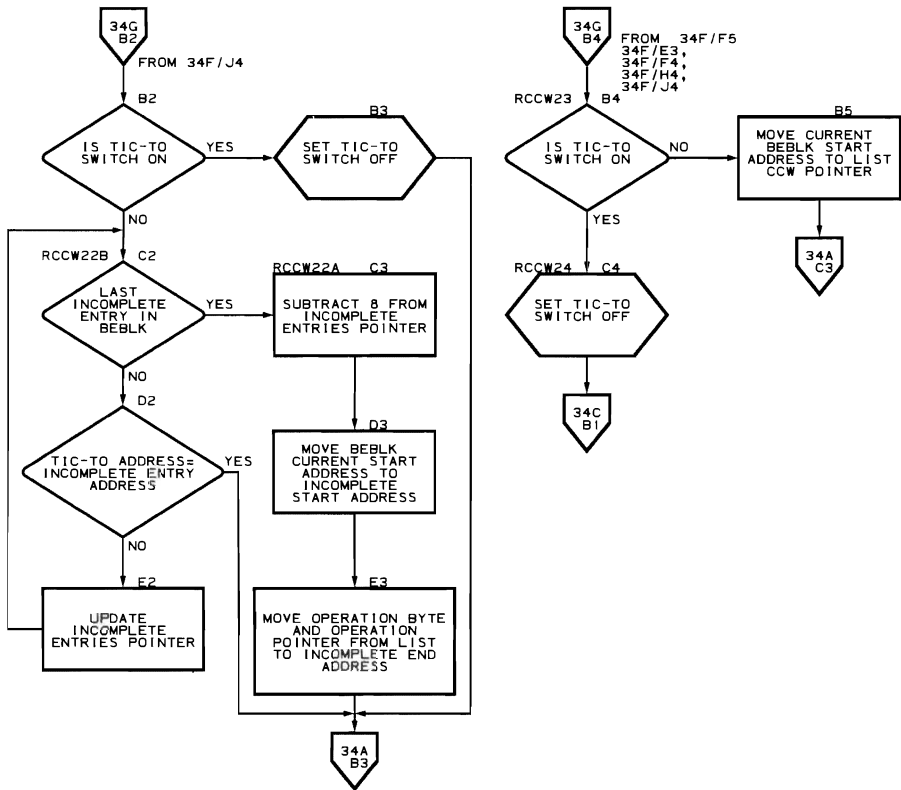 34G
B2
FROM 34F/J4
B2
IS TIC-TO
SWITCH ON
YES
NO
B3
SET TIC-TO
SWITCH OFF
RCCW22B C2
LAST
INCOMPLETE
ENTRY IN
BEBLK
YES
NO
RCCW22A C3
SUBTRACT 8 FROM
INCOMPLETE
ENTRIES POINTER
D2
TIC-TO ADDRESS=
INCOMPLETE ENTRY
ADDRESS
YES
NO
D3
MOVE BEBLK
CURRENT START
ADDRESS TO
INCOMPLETE
START ADDRESS
E2
UPDATE
INCOMPLETE
ENTRIES POINTER
E3
MOVE OPERATION BYTE
AND OPERATION
POINTER FROM LIST
TO INCOMPLETE END
ADDRESS
34A
B3
34G
B4
FROM 34F/F5
34F/E3,
34F/F4,
34F/H4,
34F/J4
RCCW23 B4
IS TIC-TO
SWITCH ON
NO
YES
B5
MOVE CURRENT
BEBLK START
ADDRESS TO LIST
CCW POINTER
34A
C3
RCCW24 C4
SET TIC-TO
SWITCH OFF
34C
B1